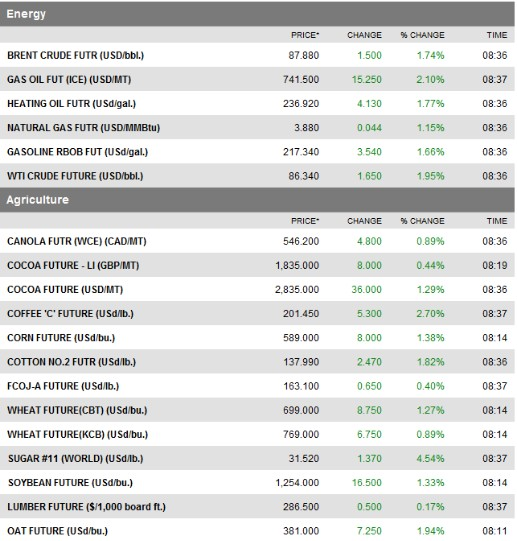 Energy
PRICE* CHANGE % CHANGE TIME
BRENT CRUDE FUTR (USD/bbl.) 87.880 1.500 1.74% 08:36
GAS OIL FUT (ICE) (USD/MT) 741.500 15.250 2.10% 08:37
HEATING OIL FUTR (USd/gal.) 236.920 4.130 1.77% 08:36
NATURAL GAS FUTR (USD/MMBtu) 3.880 0.044 1.15% 08:36
GASOLINE RBOB FUT (USd/gal.) 217.340 3.540 1.66% 08:36
WTI CRUDE FUTURE (USD/bbl.) 86.340 1.650 1.95% 08:36
Agriculture
PRICE* CHANGE % CHANGE TIME
CANOLA FUTR (WCE) (CAD/MT) 546.200 4.800 0.89% 08:36
COCOA FUTURE - LI (GBP/MT) 1,835.000 8.000 0.44% 08:19
COCOA FUTURE (USD/MT) 2,835.000 36.000 1.29% 08:36
COFFEE 'C' FUTURE (USd/lb.) 201.450 5.300 2.70% 08:37
CORN FUTURE (USd/bu.) 589.000 8.000 1.38% 08:14
COTTON NO.2 FUTR (USd/lb.) 137.990 2.470 1.82% 08:36
FCOJ-A FUTURE (USd/lb.) 163.100 0.650 0.40% 08:37
WHEAT FUTURE(CBT) (USd/bu.) 699.000 8.750 1.27% 08:14
WHEAT FUTURE(KCB) (USd/bu.) 769.000 6.750 0.89% 08:14
SUGAR #11 (WORLD) (USd/lb.) 31.520 1.370 4.54% 08:37
SOYBEAN FUTURE (USd/bu.) 1,254.000 16.500 1.33% 08:14
LUMBER FUTURE ($/1,000 board ft.) 286.500 0.500 0.17% 08:37
OAT FUTURE (USd/bu.) 381.000 7.250 1.94% 08:11